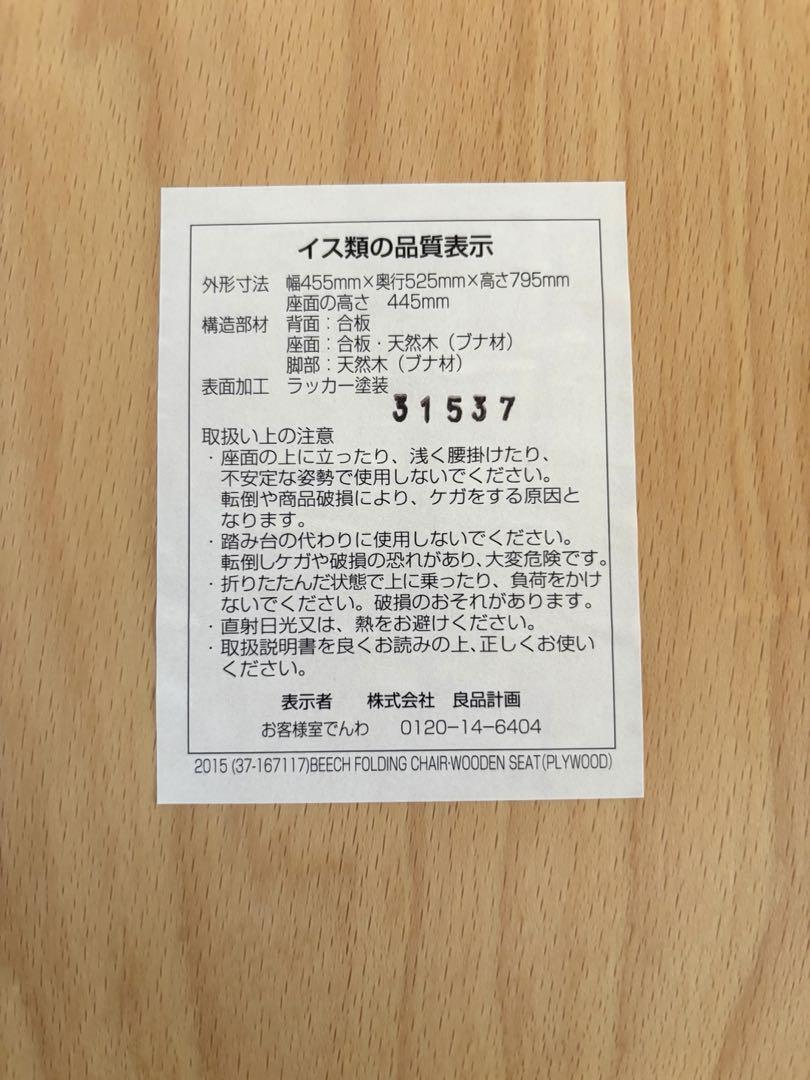 イス類の品質表示
外形寸法 幅455mm×奥行525mm×高さ795mm
座面の高さ 445mm
構造部材 背面：合板
座面：合板・天然木（ブナ材）
脚部：天然木（ブナ材）
表面加工 ラッカー塗装
31537
取扱い上の注意
・座面の上に立ったり、浅く腰掛けたり、
不安定な姿勢で使用しないでください。
転倒や商品破損により、ケガをする原因と
なります。
・踏み台の代わりに使用しないでください。
転倒しケガや破損の恐れがあり、大変危険です。
・折りたたんだ状態で上に乗ったり、負荷をかけ
ないでください。破損のおそれがあります。
・直射日光又は、熱をお避けください。
・取扱説明書を良くお読みの上、正しくお使い
ください。
表示者 株式会社 良品計画
お客様室でんわ 0120-14-6404
2015 (37-167117)BEECH FOLDING CHAIR·WOODEN SEAT(PLYWOOD)